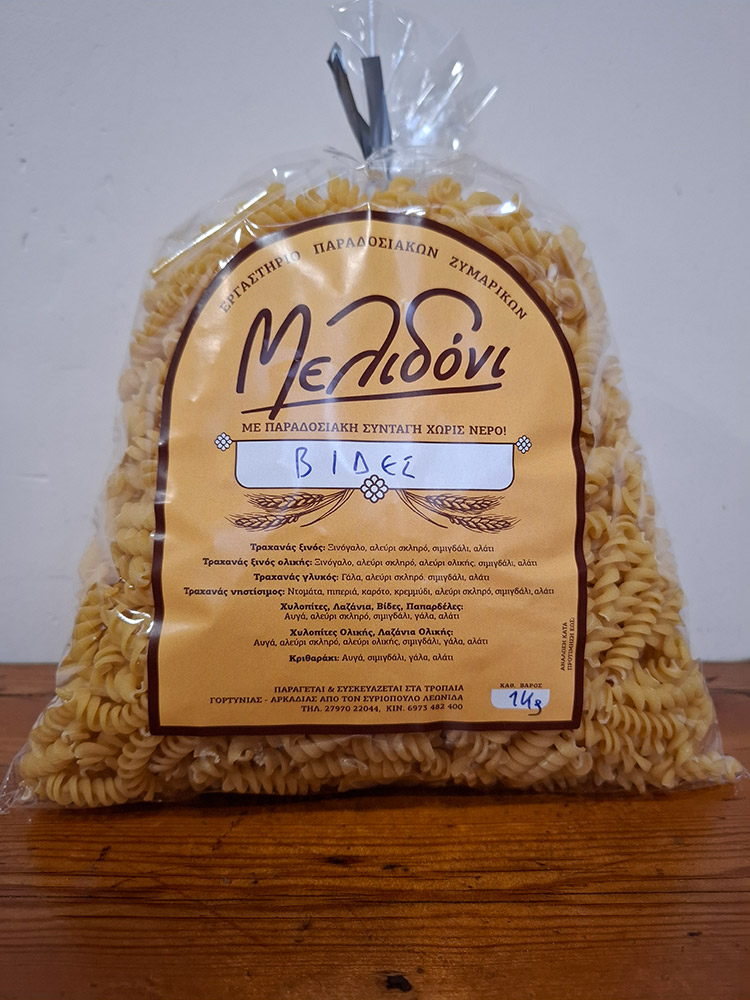 ΕΡΓΑΣΤΗΡΙΟ ΠΑΡΑΔΟΣΙΑΚΩΝ ΖΥΜΑΡΙΚΩΝ
Μελιδόνι
ΜΕ ΠΑΡΑΔΟΣΙΑΚΗ ΣΥΝΤΑΓΗ ΧΩΡΙΣ ΝΕΡΟ!
ΒΙΔΕΣ
Τραχανάς ξινός: Ξινόγαλο, αλεύρι σκληρό, σιμιγδάλι, αλάτι
Τραχανάς ξινός ολικής: Ξινόγαλο, αλεύρι σκληρό, αλεύρι ολικής, σιμιγδάλι, αλάτι
Τραχανάς γλυκός: Γάλα, αλεύρι σκληρό, σιμιγδάλι, αλάτι
Τραχανάς νηστίσιμος: Ντομάτα, πιπεριά, καρότο, κρεμμύδι, αλεύρι σκληρό, σιμιγδάλι, αλάτι
Χυλοπίτες, Λαζάνια, Βίδες, Παπαρδέλες:
Αυγά, αλεύρι σκληρό, σιμιγδάλι, γάλα, αλάτι
Χυλοπίτες Ολικής, Λαζάνια Ολικής:
Αυγά, αλεύρι σκληρό, αλεύρι ολικής, σιμιγδάλι, γάλα, αλάτι
Κριθαράκι: Αυγά, σιμιγδάλι, γάλα, αλάτι
ΑΝΑΛΩΣΗ ΚΑΤΑ
ΠΡΟΤΙΜΗΣΗ ΕΩΣ:
ΠΑΡΑΓΕΤΑΙ & ΣΥΣΚΕΥΑΖΕΤΑΙ ΣΤΑ ΤΡΟΠΑΙΑ
ΓΟΡΤΥΝΙΑΣ - ΑΡΚΑΔΙΑΣ ΑΠΟ ΤΟΝ ΣΥΡΙΟΠΟΥΛΟ ΛΕΩΝΙΔΑ
ΤΗΛ. 27970 22044, ΚΙΝ. 6973 482 400
ΚΑΘ. ΒΑΡΟΣ
1Kg